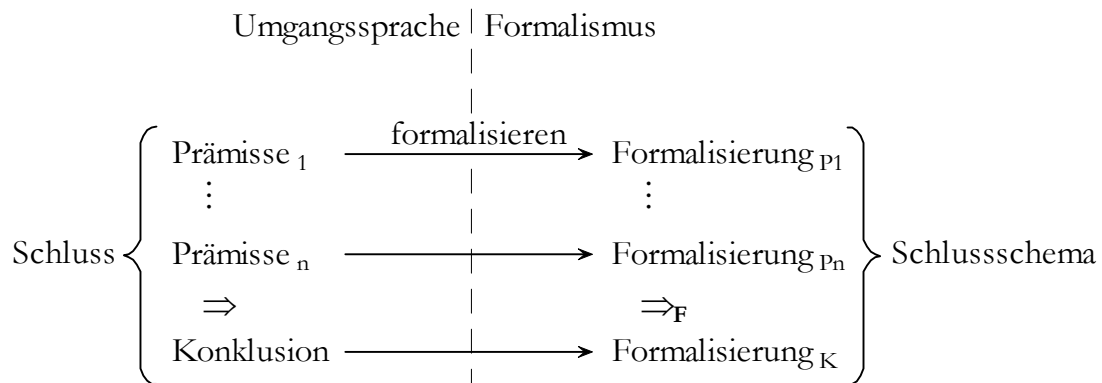 Umgangssprache | Formalismus
formalisieren
Prämisse 1 Formalisierung P1
⋮ ⋮
Schluss Prämisse n Formalisierung Pn Schlussschema
⇒ ⇒F
Konklusion Formalisierung K